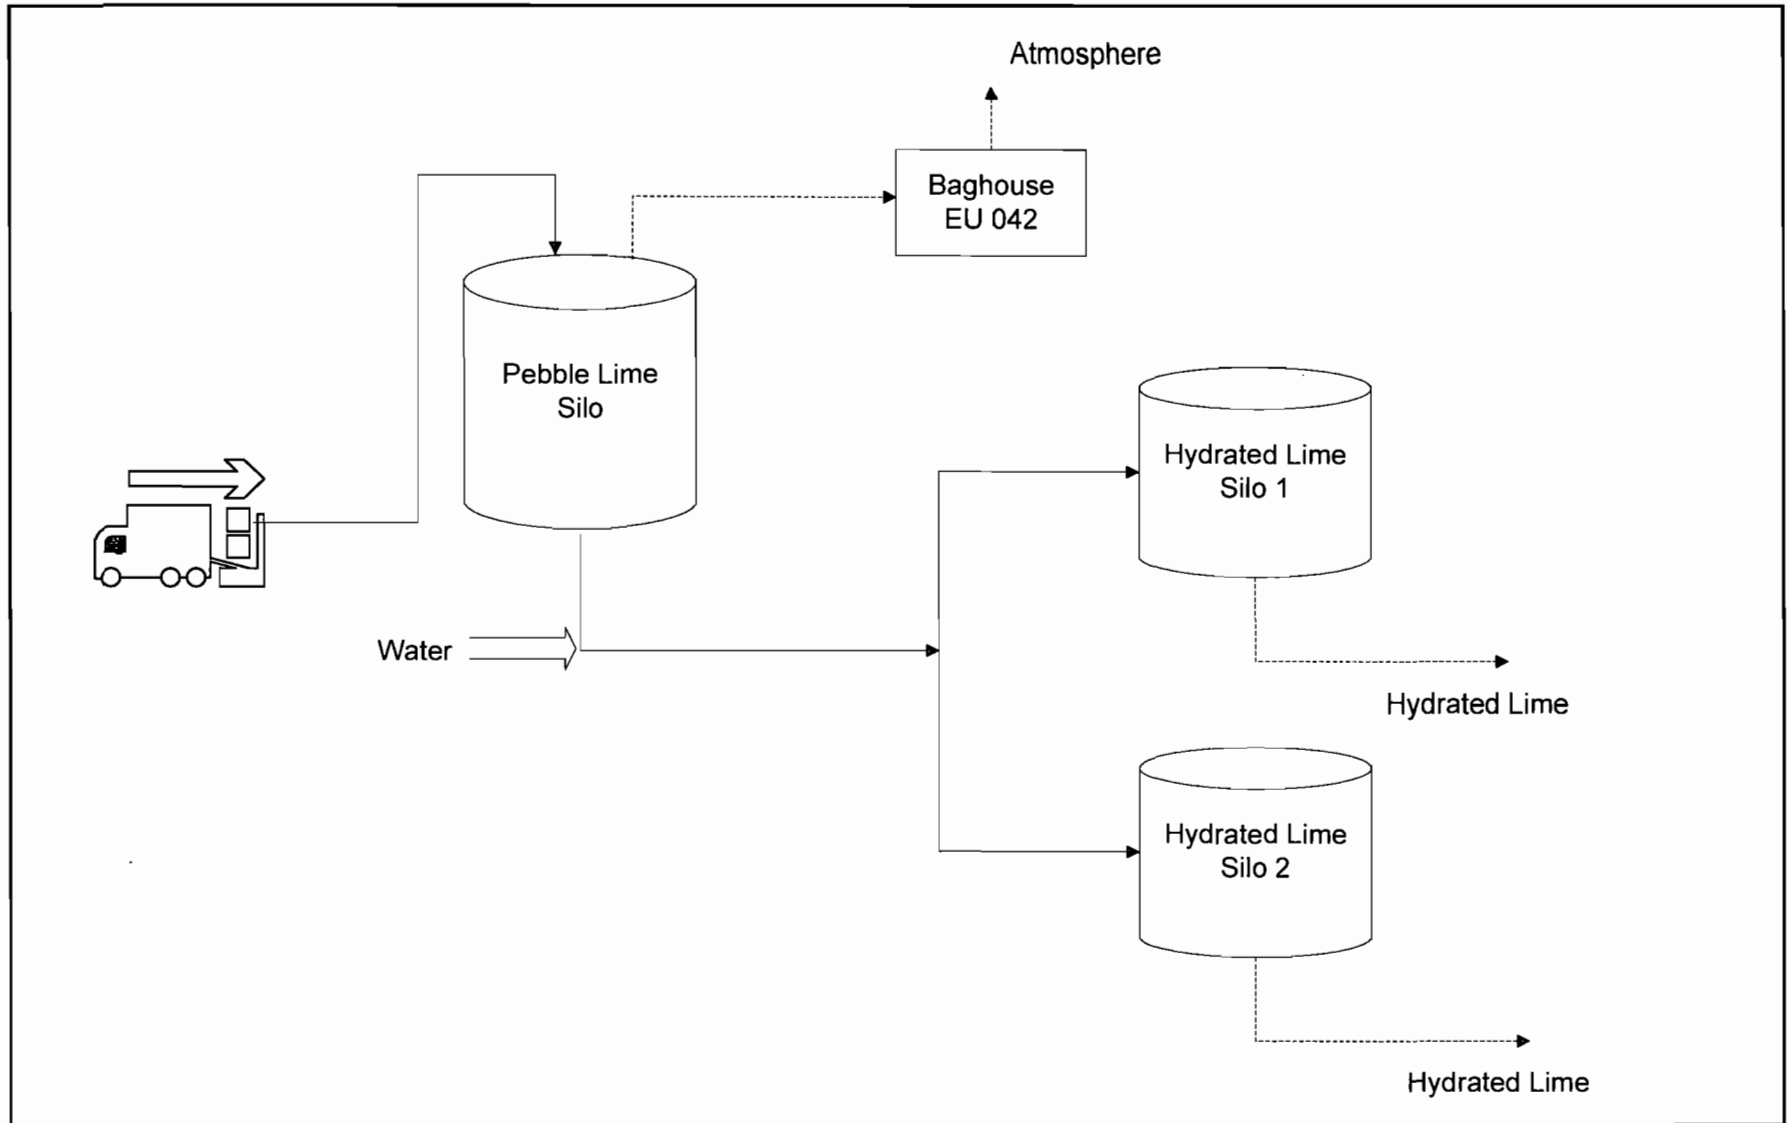 Atmosphere
Baghouse
EU 042
Pebble Lime
Silo
Hydrated Lime
Silo 1
Water
Hydrated Lime
Hydrated Lime
Silo 2
Hydrated Lime